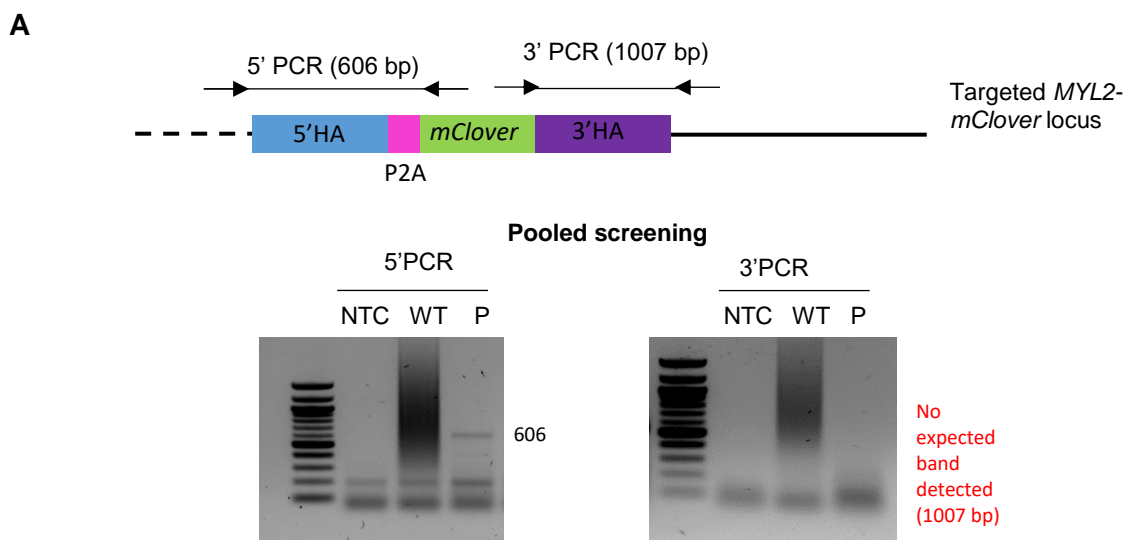 A
5' PCR (606 bp)
3' PCR (1007 bp)
Targeted MYL2-
mClover locus
5'HA
mClover
3'HA
P2A
Pooled screening
5'PCR
3'PCR
NTC WT P
NTC WT P
606
No
expected
band
detected
(1007 bp)